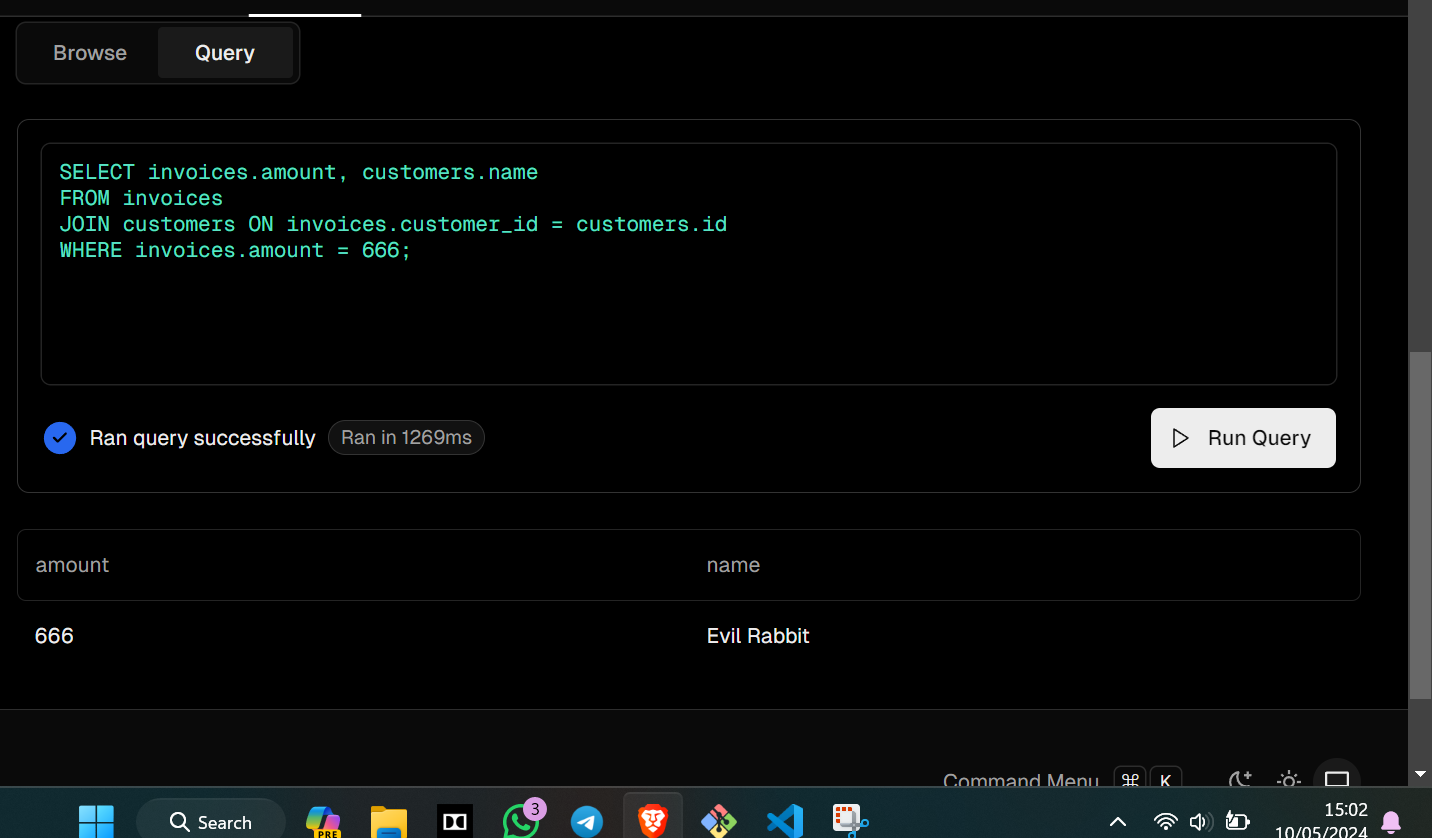 Browse Query
SELECT invoices.amount, customers.name
FROM invoices
JOIN customers ON invoices.customer_id = customers.id
WHERE invoices.amount = 666;
Ran query successfully Ran in 1269ms Run Query
amount name
666 Evil Rabbit
Command Menu ⌘ K
3
Search PRE 15:02
10/05/2024